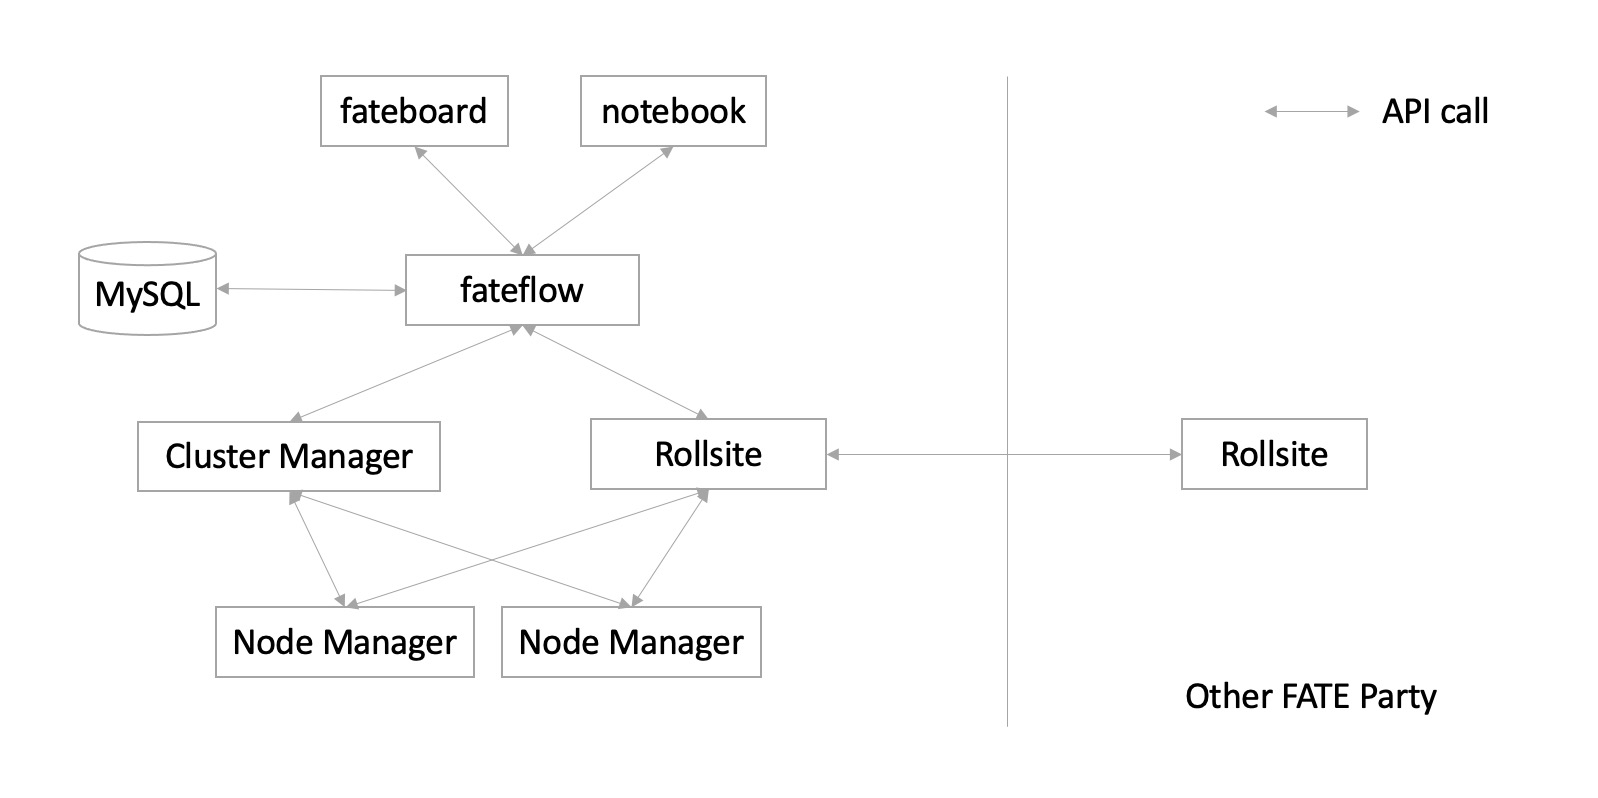 fateboard
notebook
API call
MySQL
fateflow
Cluster Manager
Rollsite
Rollsite
Node Manager
Node Manager
Other FATE Party